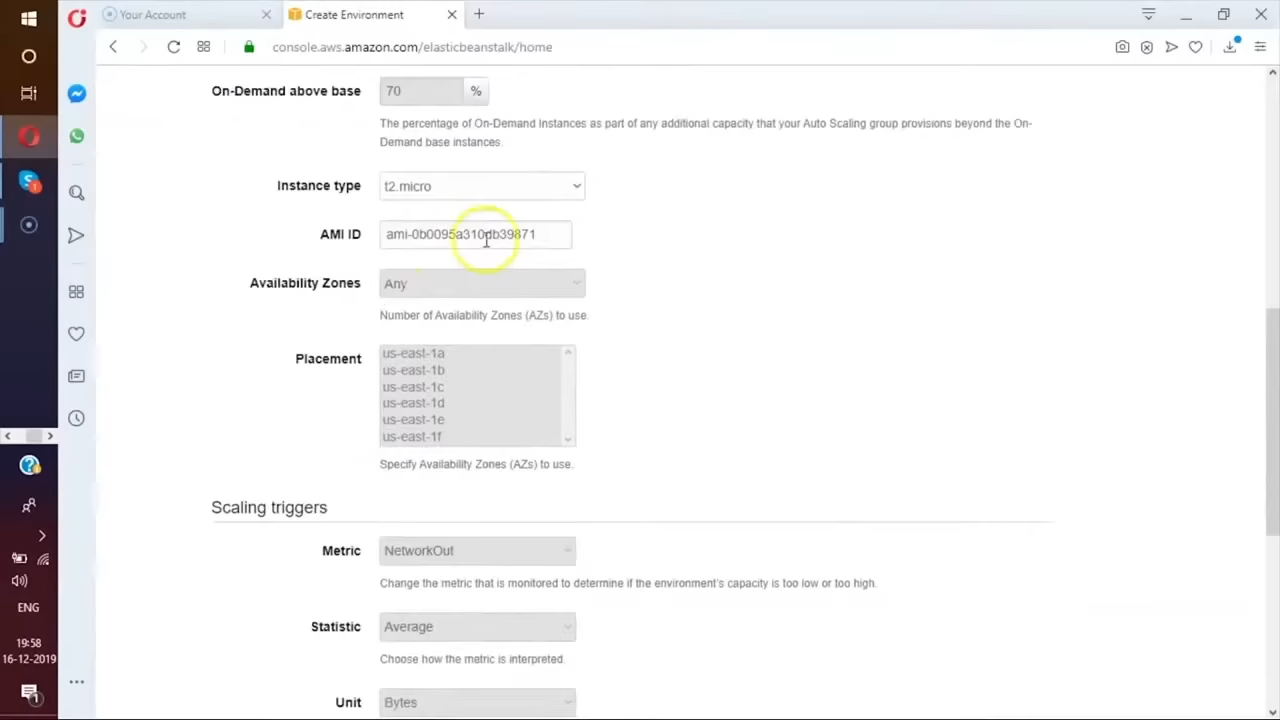 Your Account
Create Environment
console.aws.amazon.com/elasticbeanstalk/home
On-Demand above base
70
%
The percentage of On-Demand Instances as part of any additional capacity that your Auto Scaling group provisions beyond the On-
Demand base instances.
Instance type
t2.micro
AMI ID
ami-0b0095a310db39871
Availability Zones
Any
Number of Availability Zones (AZs) to use.
Placement
us-east-1a
us-east-1b
us-east-1c
us-east-1d
us-east-1e
us-east-1f
Specify Availability Zones (AZs) to use.
Scaling triggers
Metric
NetworkOut
Change the metric that is monitored to determine if the environment's capacity is too low or too high.
Statistic
Average
Choose how the metric is interpreted.
Unit
Bytes
ENG
19:58
16-12-2019
1